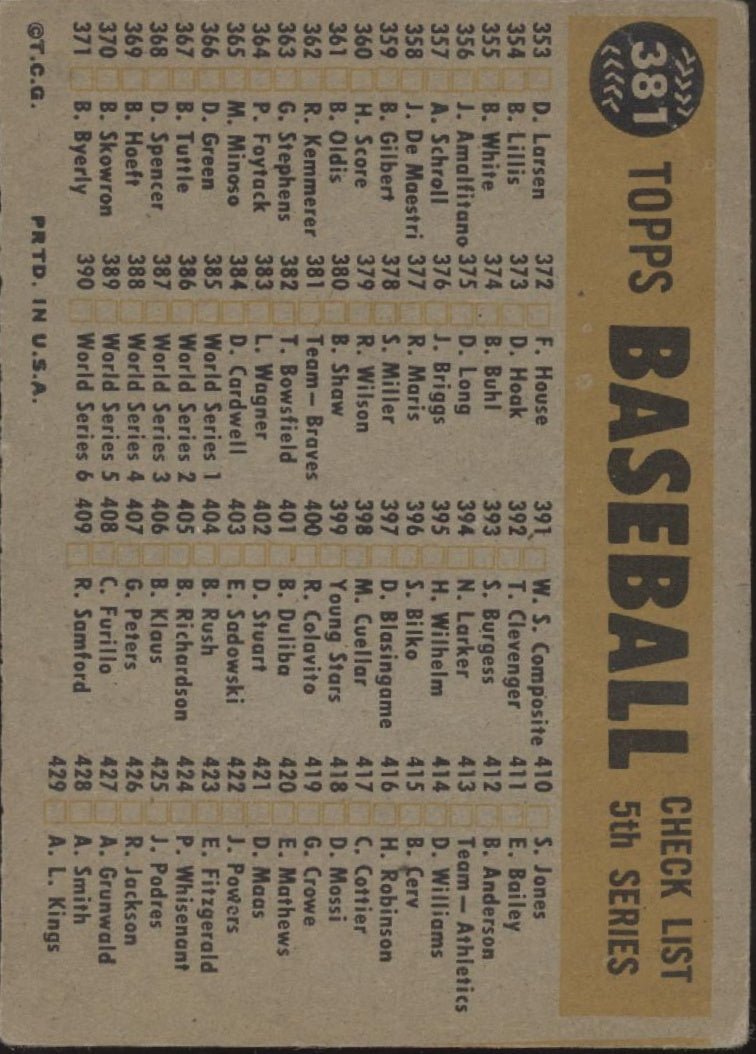 381
TOPPS BASEBALL
CHECK LIST
5th SERIES
353 D. Larsen
354 B. Lillis
355 B. White
356 J. Amalfitano
357 A. Schroll
358 J. De Maestri
359 B. Gilbert
360 H. Score
361 B. Oldis
362 R. Kemmerer
363 G. Stephens
364 P. Foytack
365 M. Minoso
366 D. Green
367 B. Tuttle
368 D. Spencer
369 B. Hoeft
370 B. Skowron
371 B. Byerly
372 F. House
373 D. Hoak
374 B. Buhl
375 D. Long
376 J. Briggs
377 R. Maris
378 S. Miller
379 R. Wilson
380 B. Shaw
381 Team – Braves
382 T. Bowsfield
383 L. Wagner
384 D. Cardwell
385 World Series 1
386 World Series 2
387 World Series 3
388 World Series 4
389 World Series 5
390 World Series 6
391 W. S. Composite
392 T. Clevenger
393 S. Burgess
394 N. Larker
395 H. Wilhelm
396 S. Bilko
397 D. Blasingame
398 M. Cuellar
399 Young Stars
400 R. Colavito
401 B. Duliba
402 D. Stuart
403 E. Sadowski
404 B. Rush
405 B. Richardson
406 B. Klaus
407 G. Peters
408 C. Furillo
409 R. Samford
410 S. Jones
411 E. Bailey
412 B. Anderson
413 Team – Athletics
414 D. Williams
415 B. Cerv
416 H. Robinson
417 C. Cottier
418 D. Mossi
419 G. Crowe
420 E. Mathews
421 D. Maas
422 J. Powers
423 E. Fitzgerald
424 P. Whisenant
425 J. Podres
426 R. Jackson
427 A. Grunwald
428 A. Smith
429 A. L. Kings
©T.C.G. PRTD. IN U.S.A.